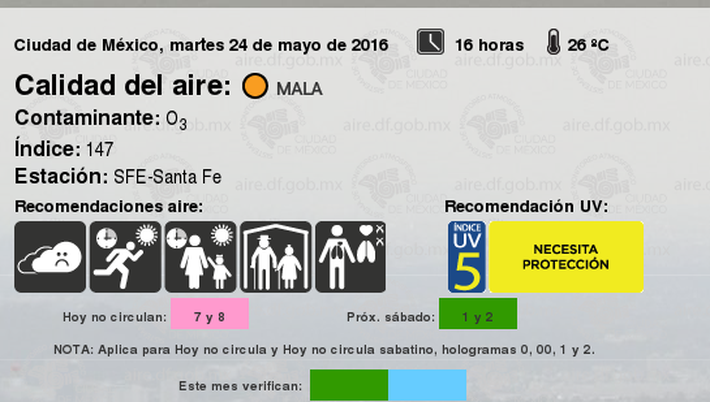 Ciudad de México, martes 24 de mayo de 2016 16 horas 26 ºC
Calidad del aire: MALA
Contaminante: O3
Índice: 147
Estación: SFE-Santa Fe
Recomendaciones aire: Recomendación UV:
ÍNDICE
UV
5
NECESITA
PROTECCIÓN
Hoy no circulan: 7 y 8 Próx. sábado: 1 y 2
NOTA: Aplica para Hoy no circula y Hoy no circula sabatino, hologramas 0, 00, 1 y 2.
Este mes verifican:
aire.df.gob.mx
CIUDAD
DE MÉXICO